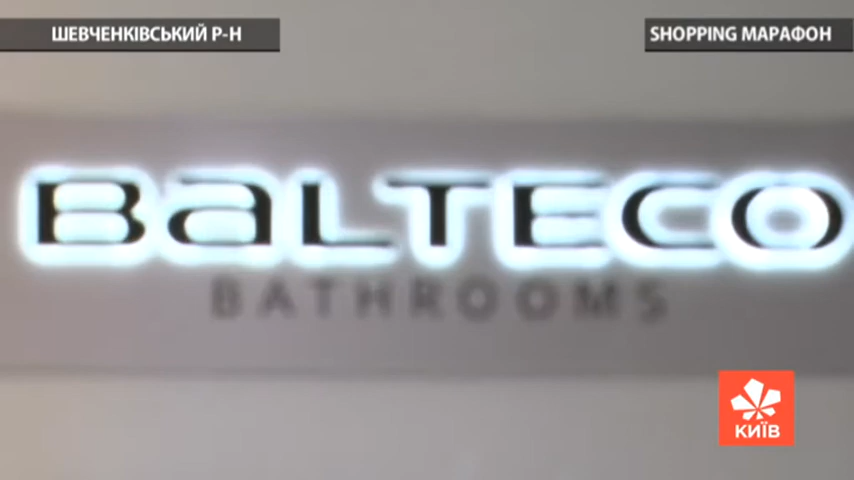 ШЕВЧЕНКІВСЬКИЙ Р-Н
SHOPPING МАРАФОН
BALTECO
BATHROOMS
КИЇВ